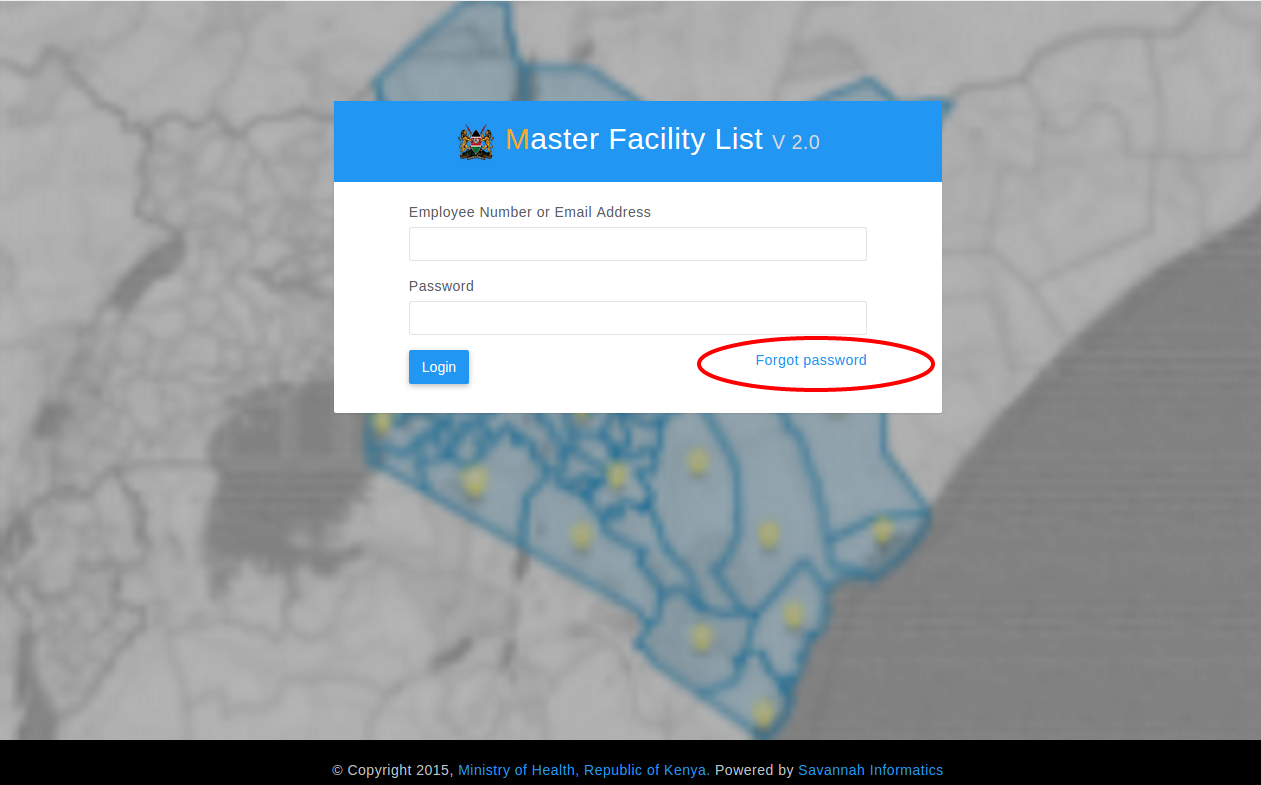 Master Facility List V 2.0
Employee Number or Email Address
Password
Login
Forgot password
© Copyright 2015, Ministry of Health, Republic of Kenya. Powered by Savannah Informatics